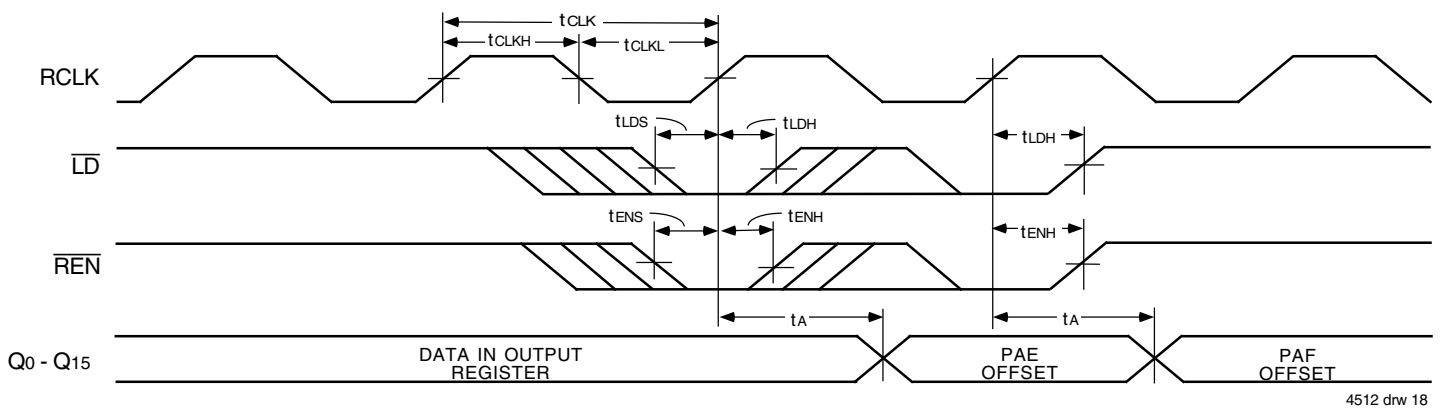 tCLK
tCLKH
tCLKL
RCLK
tLDS
tLDH
tLDH
LD
tENS
tENH
tENH
REN
tA
tA
Q0 - Q15
DATA IN OUTPUT
REGISTER
PAE
OFFSET
PAF
OFFSET
4512 drw 18